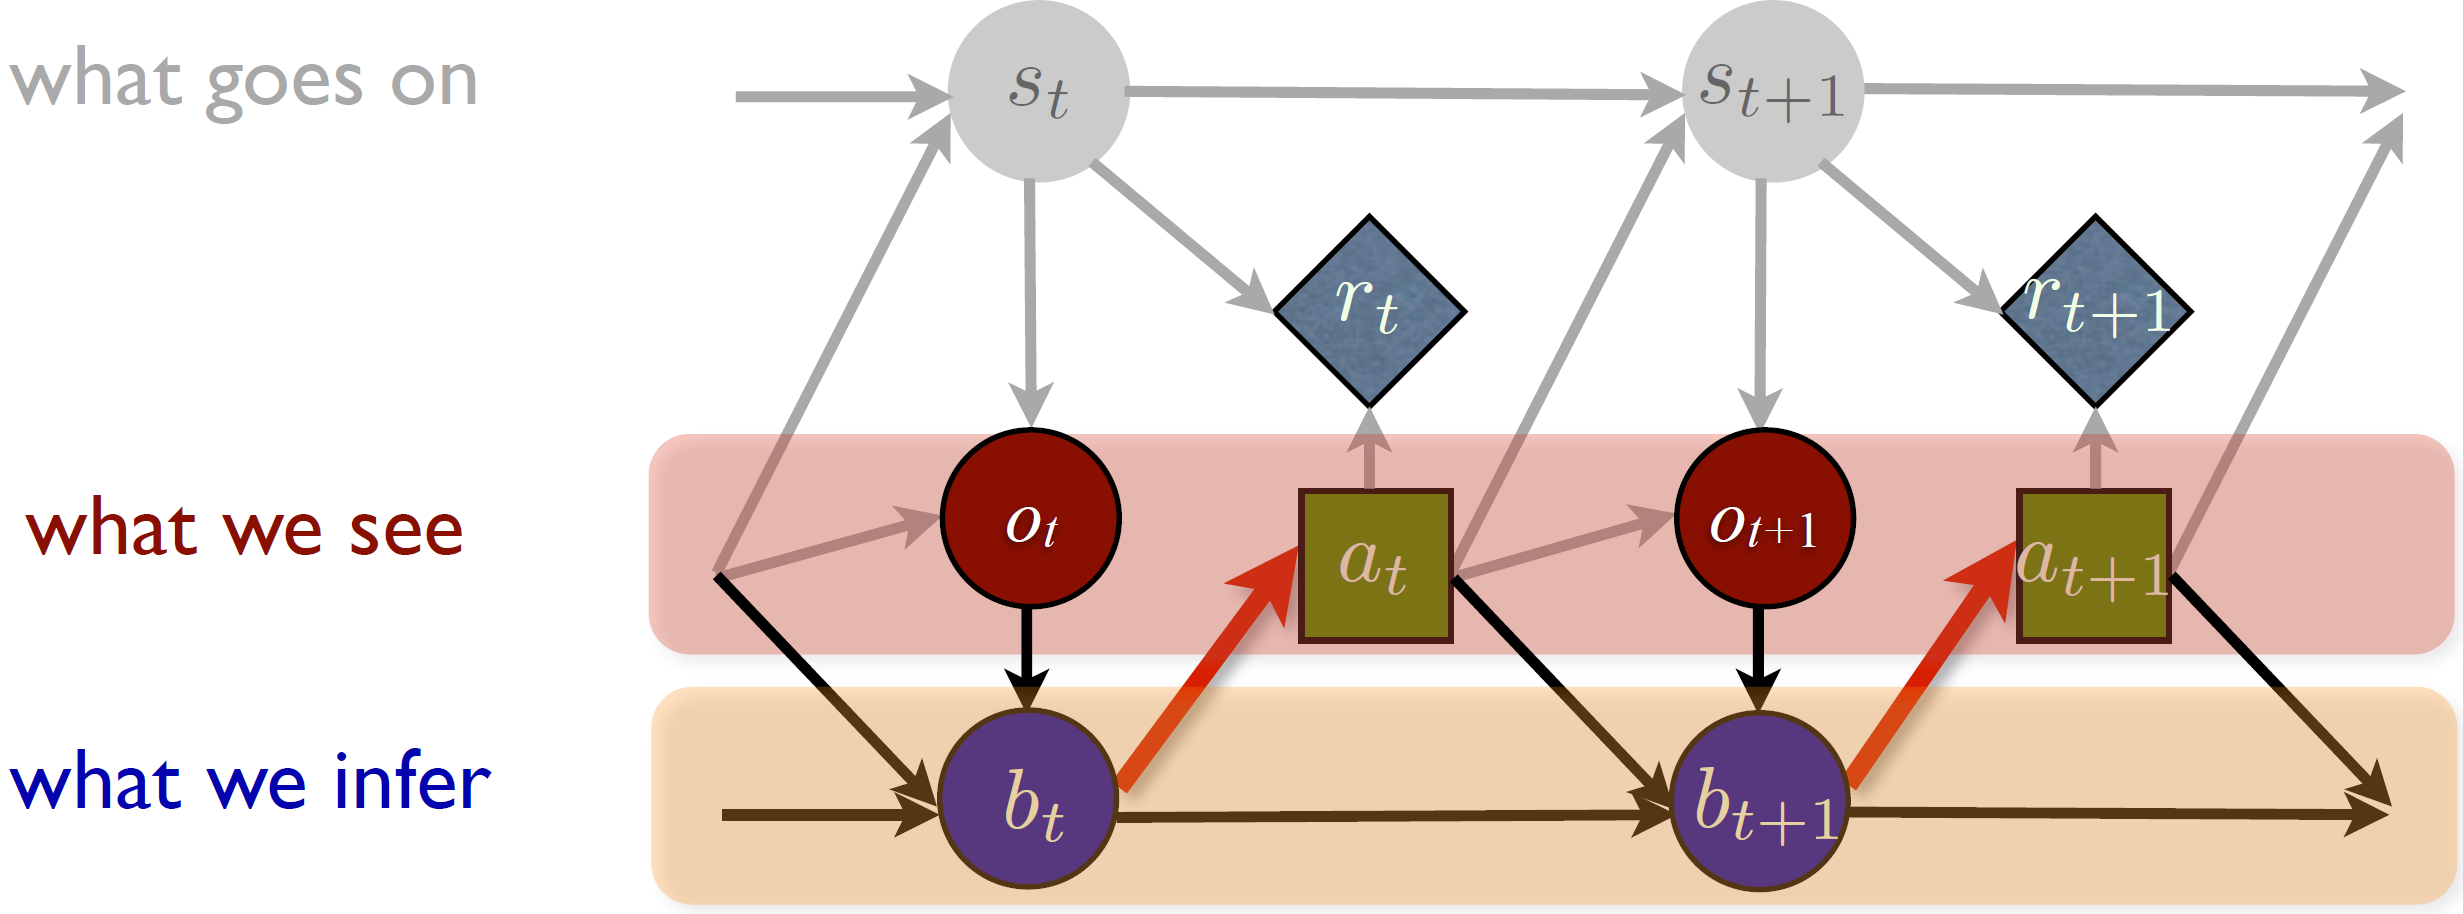 what goes on
s_t
s_{t+1}
r_t
r_{t+1}
what we see
o_t
a_t
o_{t+1}
a_{t+1}
what we infer
b_t
b_{t+1}